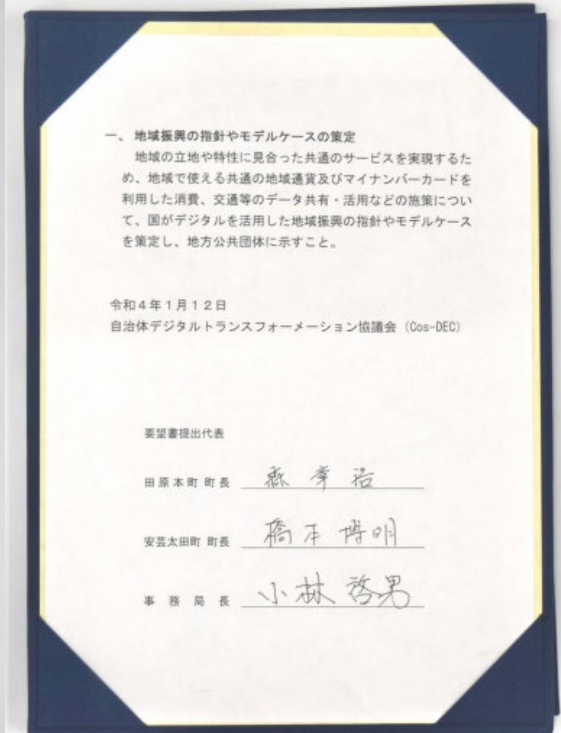 一、地域振興の指針やモデルケースの策定
地域の立地や特性に見合った共通のサービスを実現するた
め、地域で使える共通の地域通貨及びマイナンバーカードを
利用した消費、交通等のデータ共有・活用などの施策につい
て、国がデジタルを活用した地域振興の指針やモデルケース
を策定し、地方公共団体に示すこと。
令和4年1月12日
自治体デジタルトランスフォーメーション協議会 (Cos-DEC)
要望書提出代表
田原本町 町長 森 章 浩
安芸太田町 町長 橋本 博明
事務局長 小林 啓男